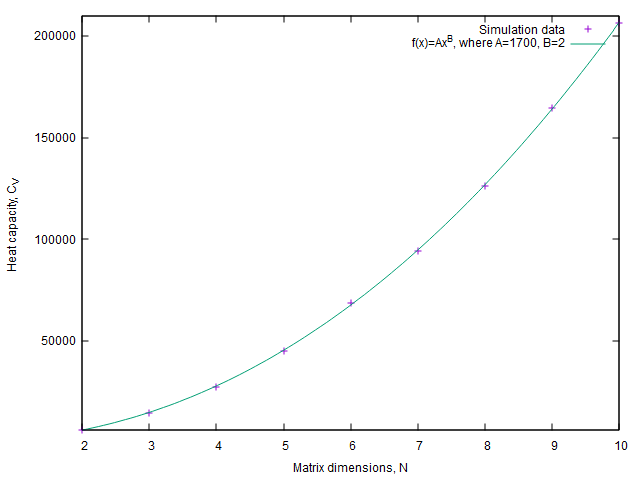 Simulation data
f(x)=Ax^B, where A=1700, B=2
200000
150000
100000
50000
Heat capacity, C_V
2 3 4 5 6 7 8 9 10
Matrix dimensions, N